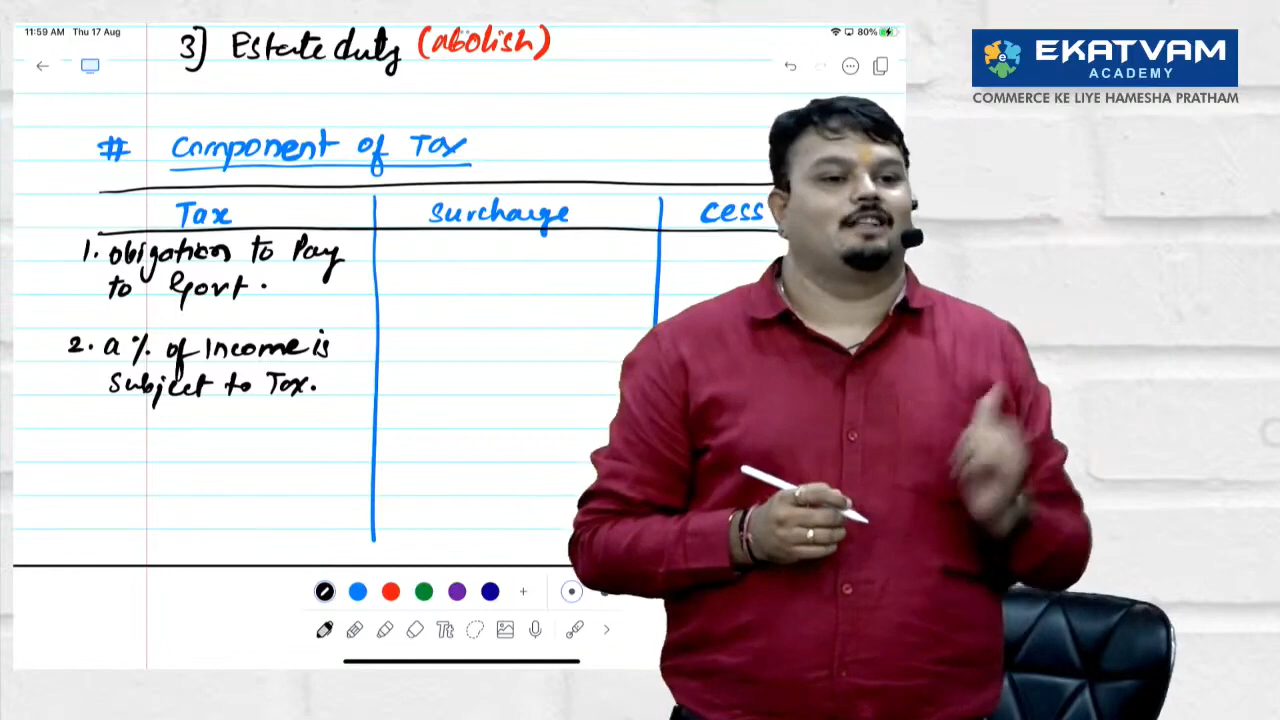 11:59 AM Thu 17 Aug
80%
3] Estate duty (abolish)
EKATVAM
ACADEMY
COMMERCE KE LIYE HAMESHA PRATHAM
# Component of Tax
Tax Surcharge Cess
1. obligation to Pay
to Govt.
2. a % of Income is
Subject to Tax.
Tt